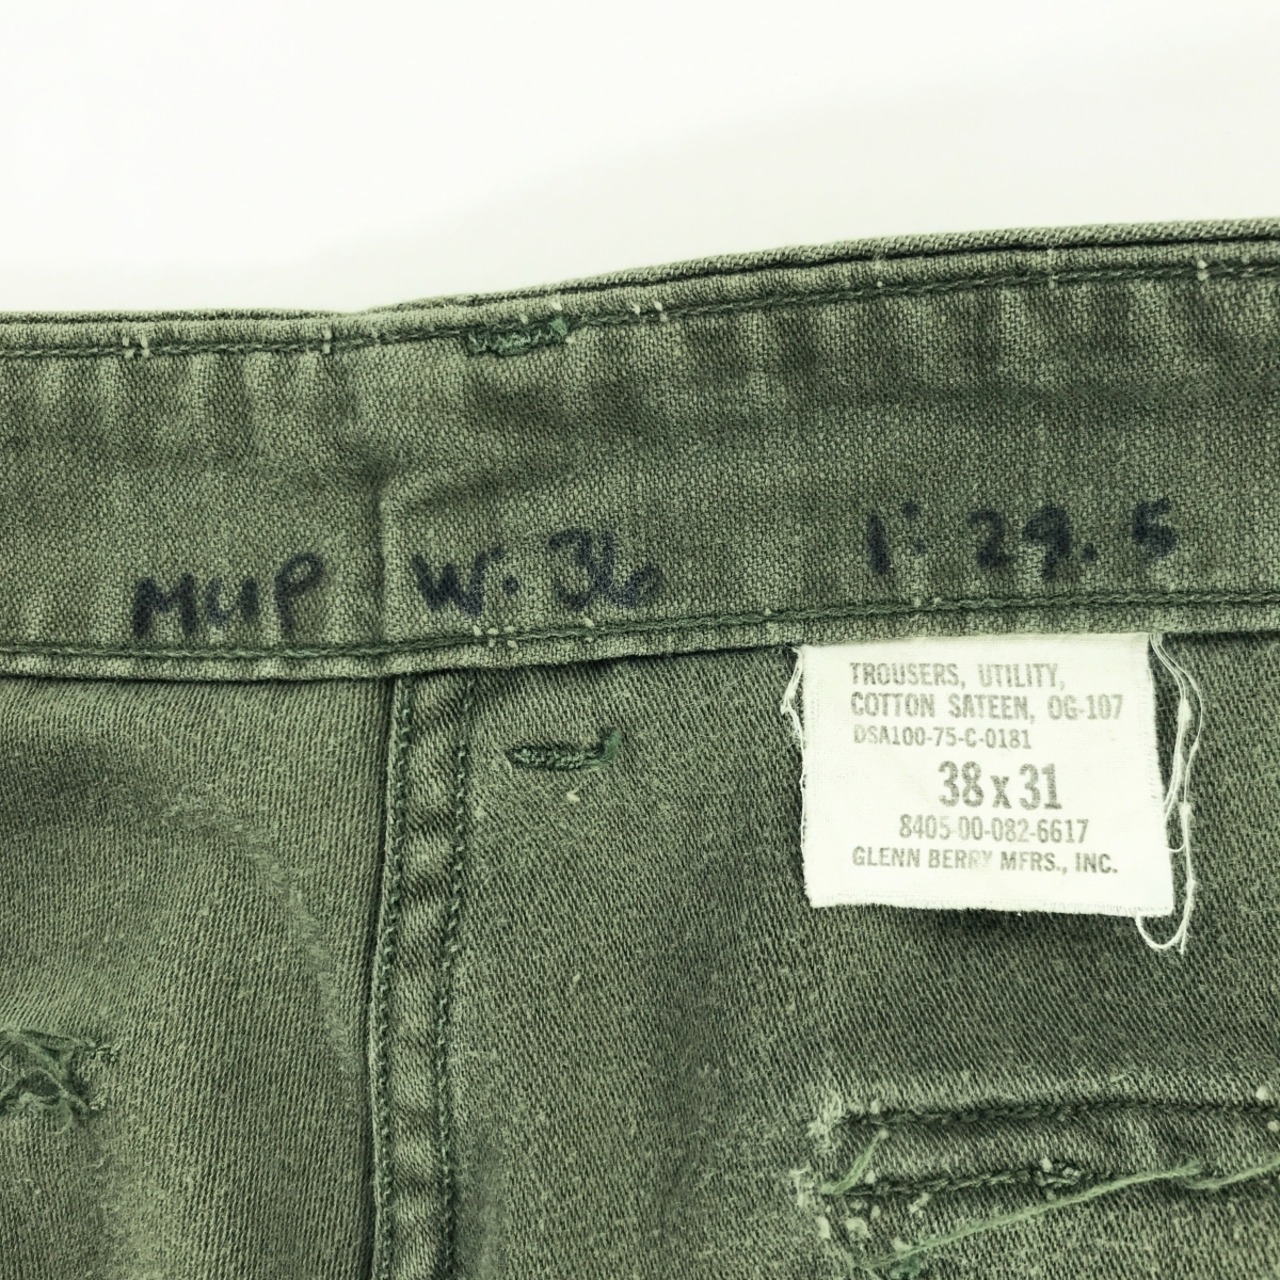 MUP W: 36 I: 29.5
TROUSERS, UTILITY,
COTTON SATEEN, OG-107
DSA100-75-C-0181
38 x 31
8405-00-082-6617
GLENN BERRY MFRS., INC.